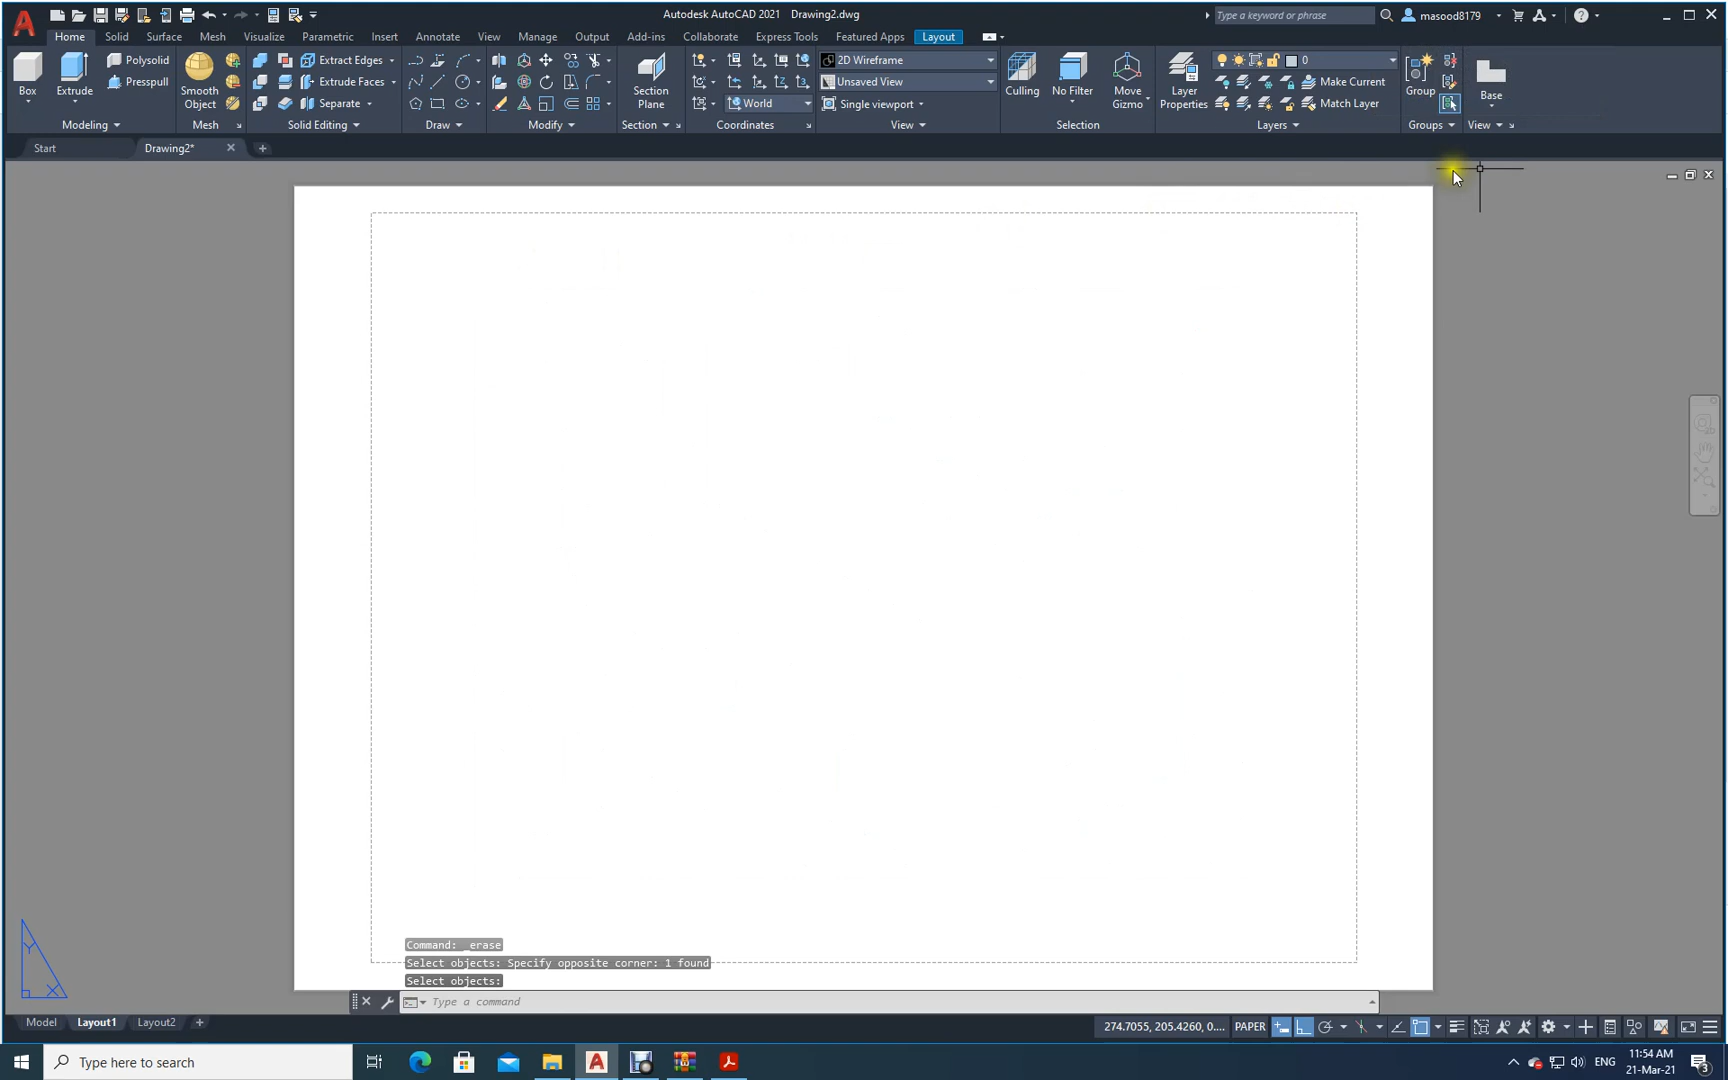 Autodesk AutoCAD 2021 Drawing2.dwg
Type a keyword or phrase
masood8179
Home Solid Surface Mesh Visualize Parametric Insert Annotate View Manage Output Add-ins Collaborate Express Tools Featured Apps Layout
Box
Extrude
Polysolid
Presspull
Modeling
Smooth
Object
Mesh
Extract Edges
Extrude Faces
Separate
Solid Editing
Draw
Modify
Section
Plane
Section
World
Coordinates
2D Wireframe
Unsaved View
Single viewport
View
Culling
No Filter
Move
Gizmo
Selection
Layer
Properties
0
Make Current
Match Layer
Layers
Group
Groups
Base
View
Start
Drawing2*
Y
X
Command: _erase
Select objects: Specify opposite corner: 1 found
Select objects:
Type a command
Model Layout1 Layout2
274.7055, 205.4260, 0....
PAPER
Type here to search
ENG
11:54 AM
21-Mar-21
3